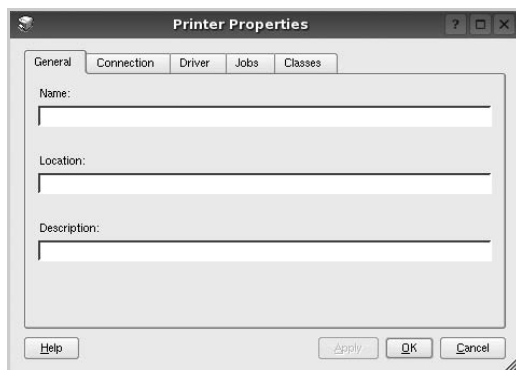 Printer Properties
?
General Connection Driver Jobs Classes
Name:
Location:
Description:
Help Apply OK Cancel